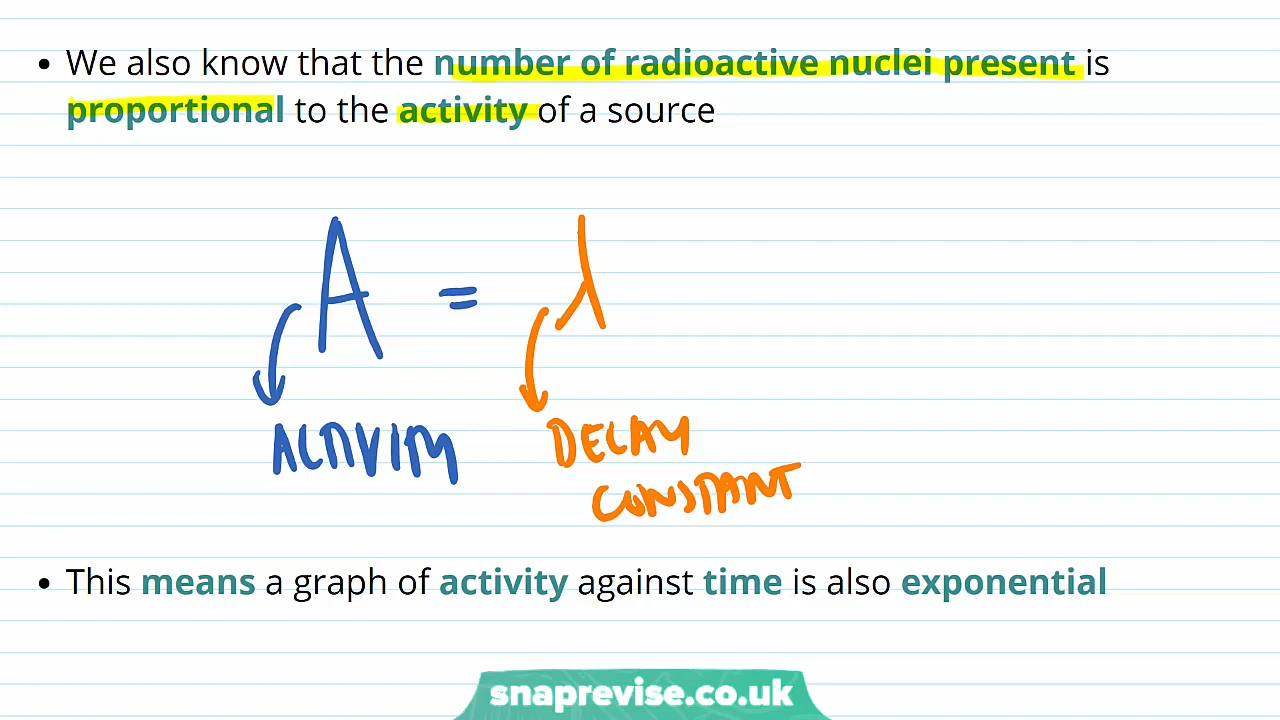 • We also know that the number of radioactive nuclei present is
proportional to the activity of a source
A = λ
ACTIVITY
DECAY
CONSTANT
• This means a graph of activity against time is also exponential
snaprevise.co.uk